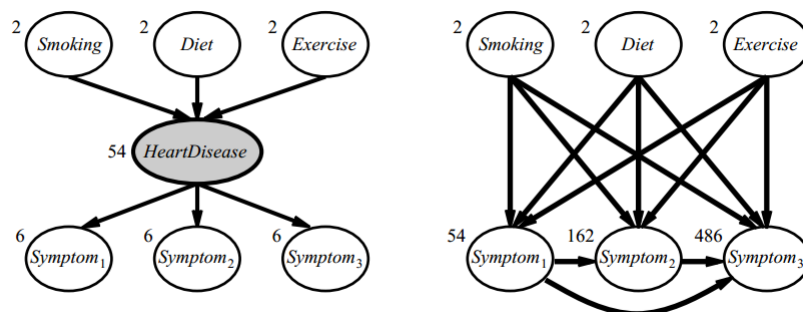 2 Smoking 2 Diet 2 Exercise
54 HeartDisease
6 Symptom₁ 6 Symptom₂ 6 Symptom₃
2 Smoking 2 Diet 2 Exercise
54 Symptom₁ 162 Symptom₂ 486 Symptom₃